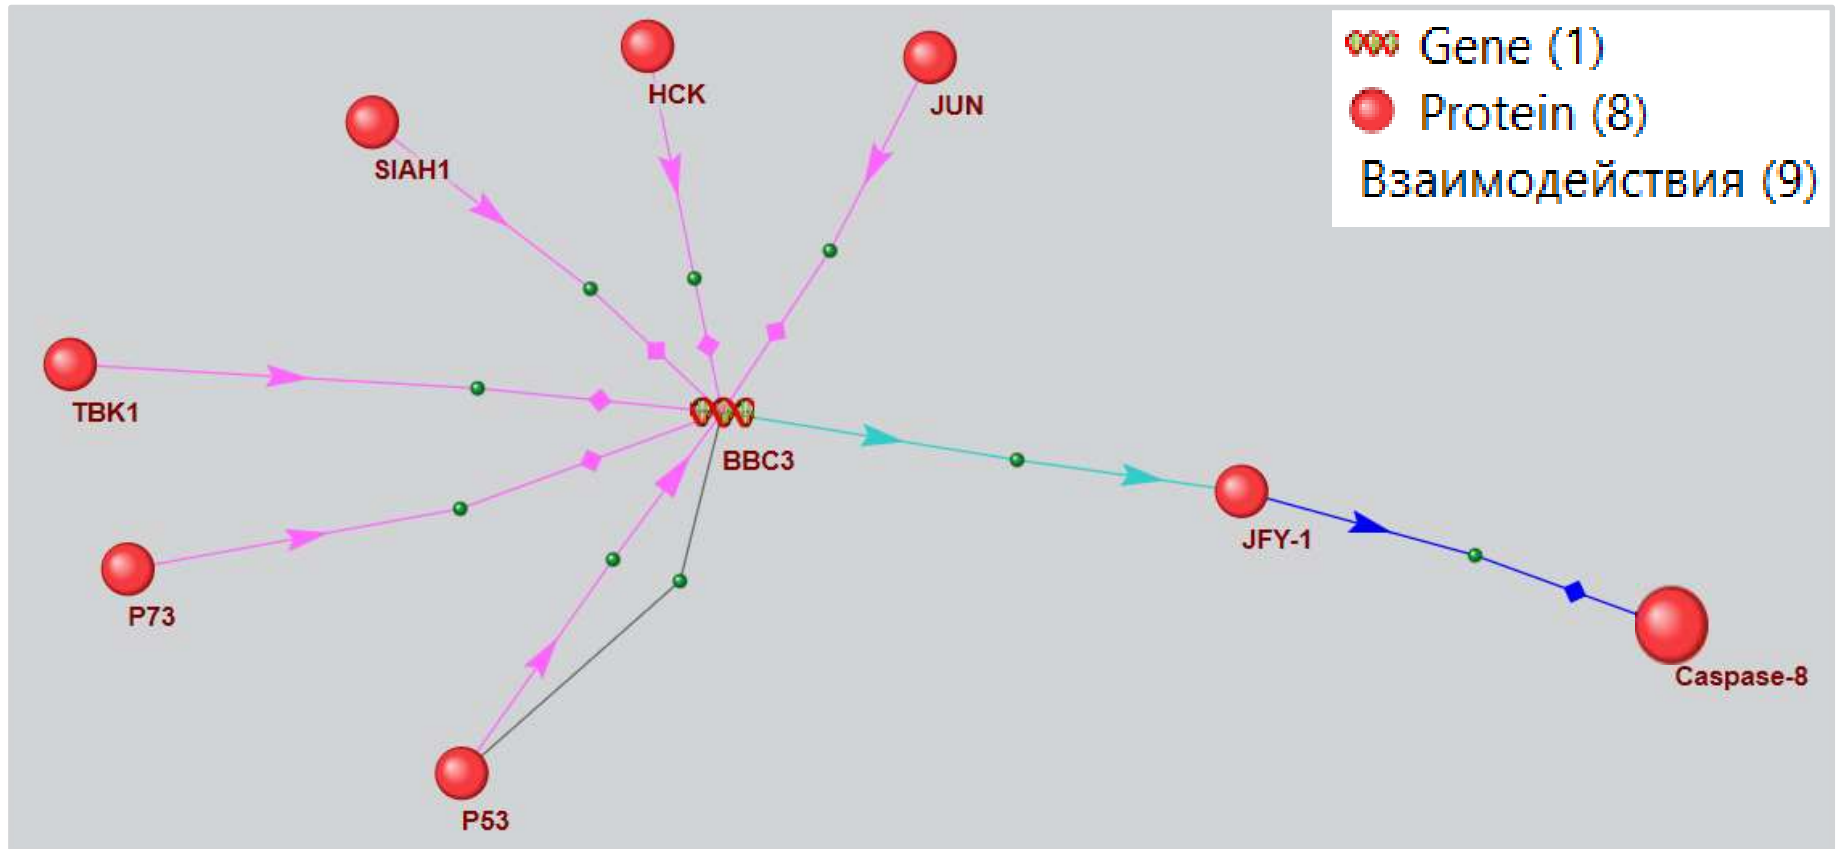 HCK
JUN
SIAH1
TBK1
BBC3
P73
JFY-1
P53
Caspase-8
Gene (1)
Protein (8)
Взаимодействия (9)